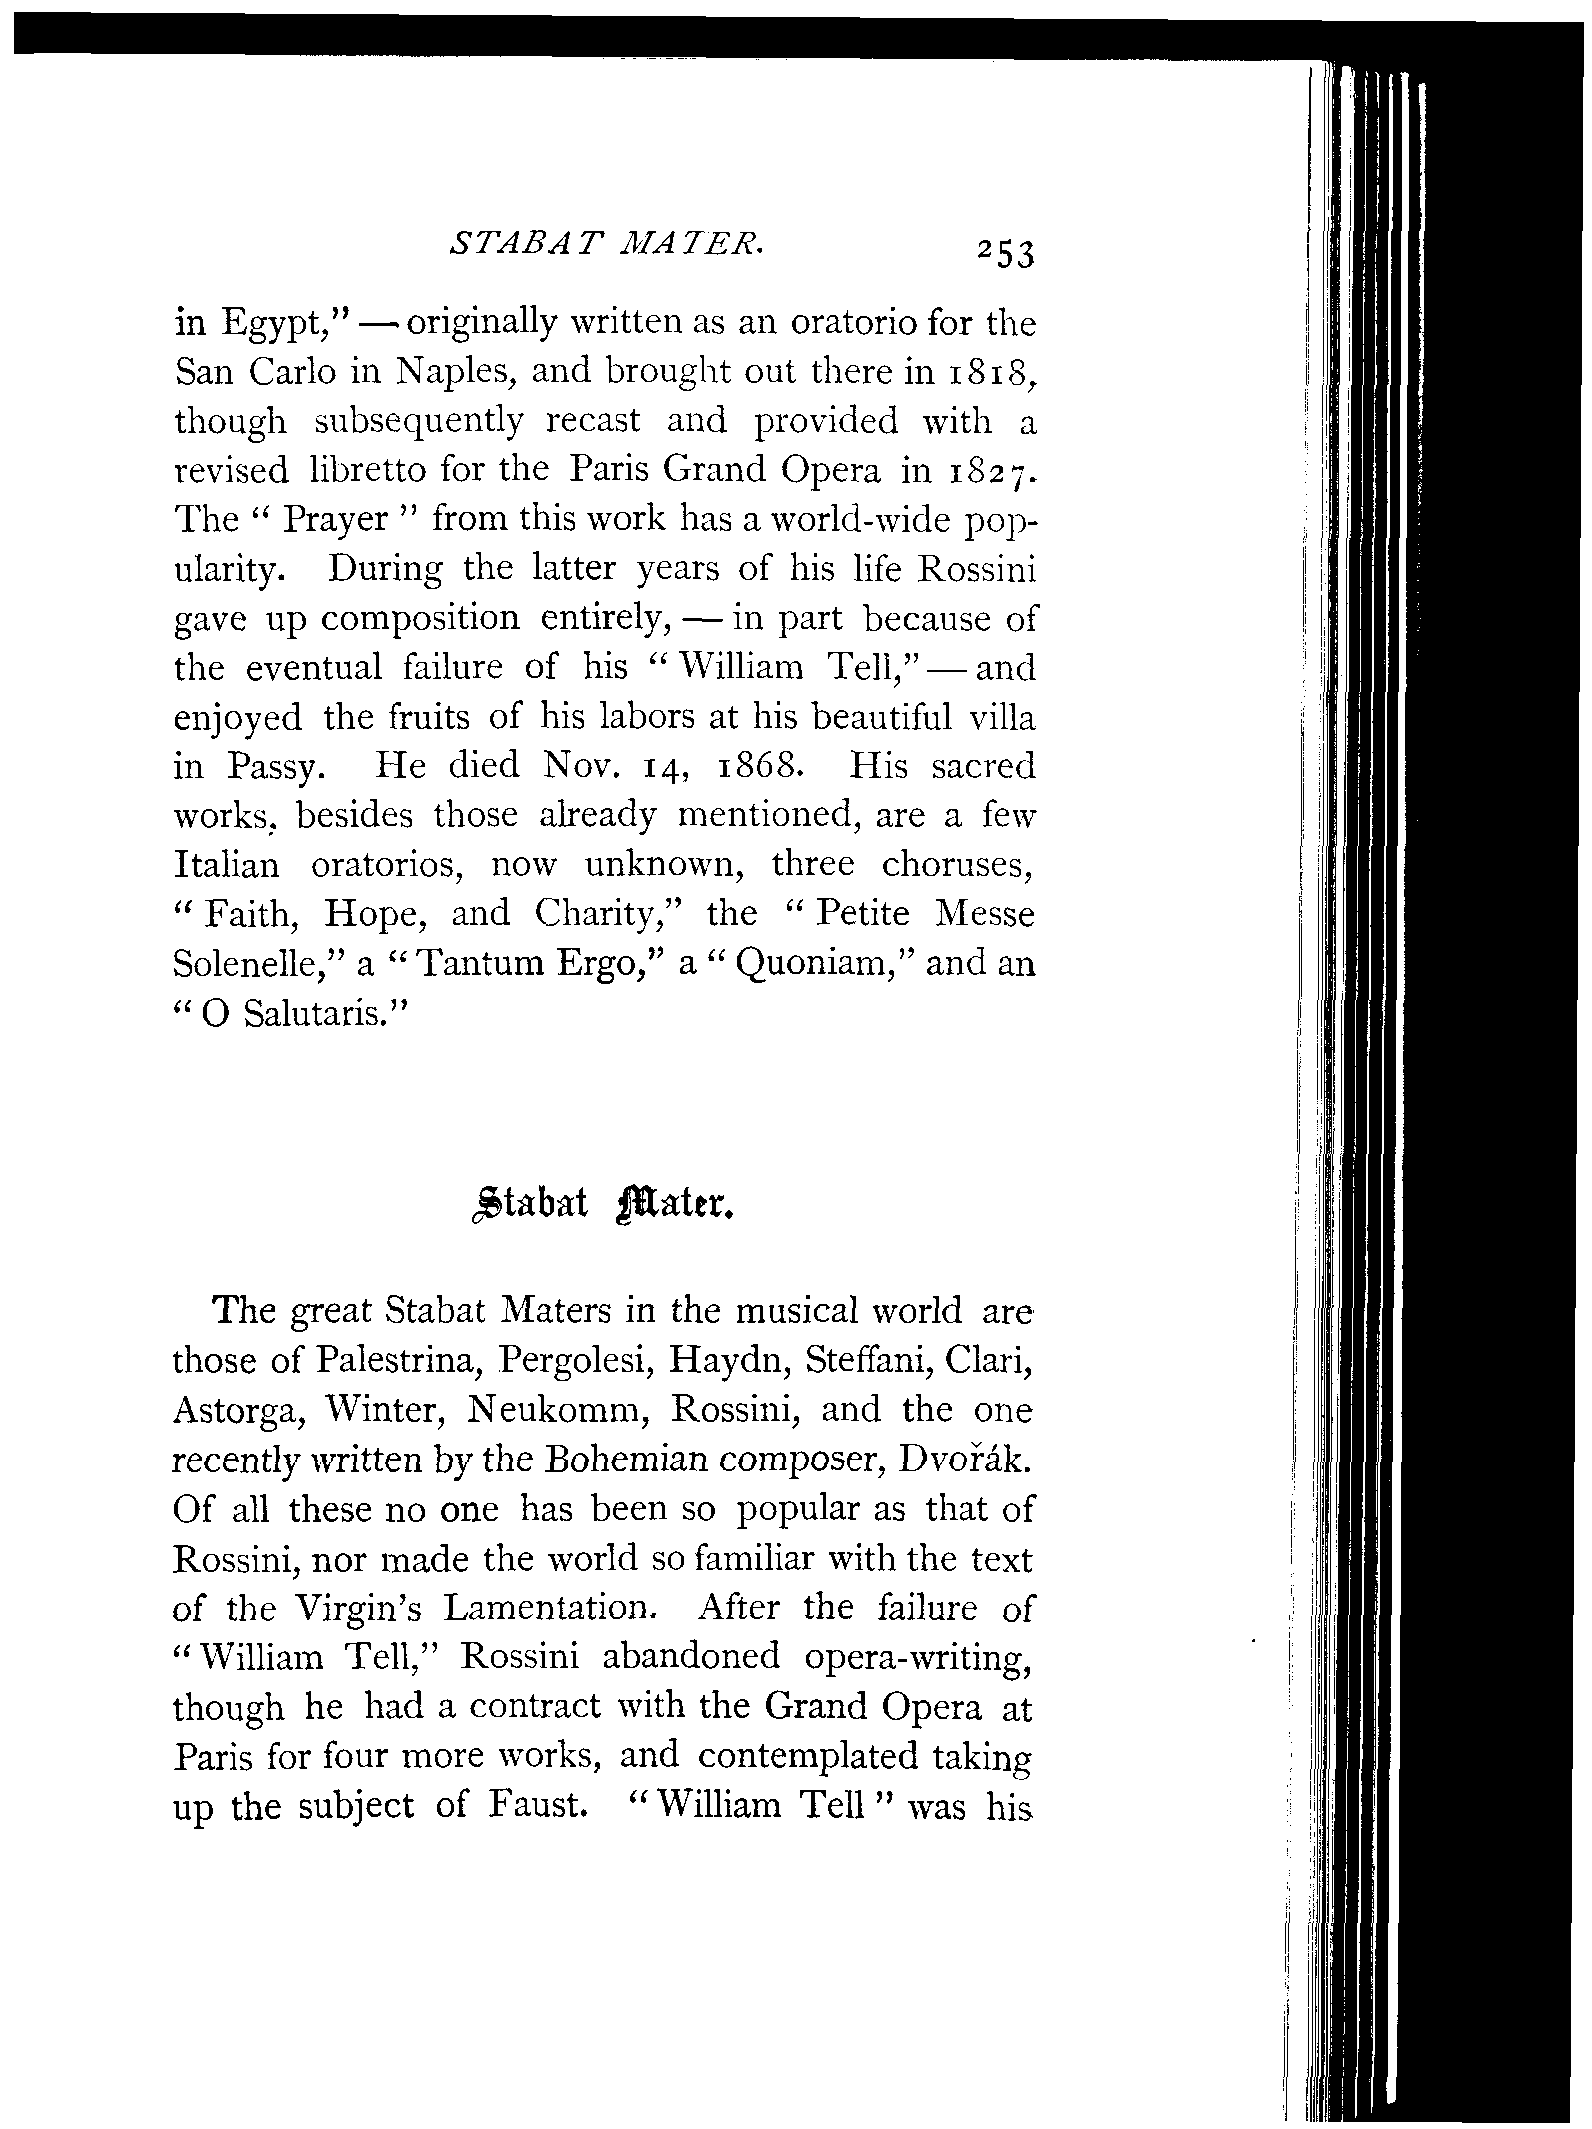 STABAT MATER. 253
in Egypt," — originally written as an oratorio for the
San Carlo in Naples, and brought out there in 1818,
though subsequently recast and provided with a
revised libretto for the Paris Grand Opera in 1827.
The " Prayer " from this work has a world-wide pop-
ularity. During the latter years of his life Rossini
gave up composition entirely, — in part because of
the eventual failure of his " William Tell," — and
enjoyed the fruits of his labors at his beautiful villa
in Passy. He died Nov. 14, 1868. His sacred
works, besides those already mentioned, are a few
Italian oratorios, now unknown, three choruses,
" Faith, Hope, and Charity," the " Petite Messe
Solenelle," a " Tantum Ergo," a " Quoniam," and an
" O Salutaris."
Stabat Mater.
The great Stabat Maters in the musical world are
those of Palestrina, Pergolesi, Haydn, Steffani, Clari,
Astorga, Winter, Neukomm, Rossini, and the one
recently written by the Bohemian composer, Dvořák.
Of all these no one has been so popular as that of
Rossini, nor made the world so familiar with the text
of the Virgin's Lamentation. After the failure of
" William Tell," Rossini abandoned opera-writing,
though he had a contract with the Grand Opera at
Paris for four more works, and contemplated taking
up the subject of Faust. " William Tell " was his